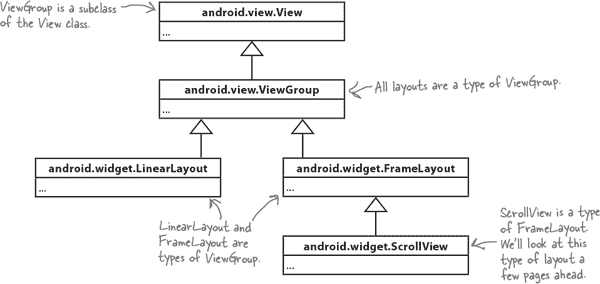 ViewGroup is a subclass
of the View class.
android.view.View
...
android.view.ViewGroup
...
All layouts are a type of ViewGroup.
android.widget.LinearLayout
...
android.widget.FrameLayout
...
LinearLayout and
FrameLayout are
types of ViewGroup.
android.widget.ScrollView
...
ScrollView is a type
of FrameLayout.
We'll look at this
type of layout a
few pages ahead.